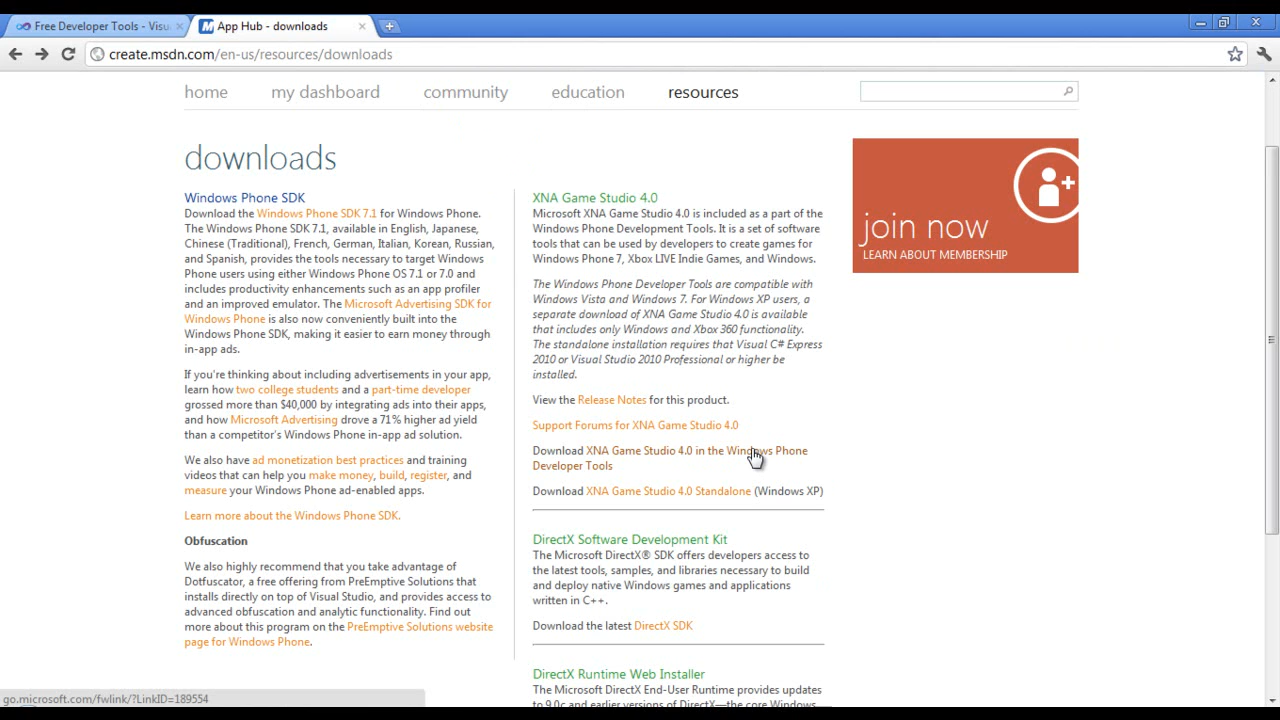 Free Developer Tools - Visu
App Hub - downloads
create.msdn.com/en-us/resources/downloads
home my dashboard community education resources
downloads
Windows Phone SDK
Download the Windows Phone SDK 7.1 for Windows Phone.
The Windows Phone SDK 7.1, available in English, Japanese,
Chinese (Traditional), French, German, Italian, Korean, Russian,
and Spanish, provides the tools necessary to target Windows
Phone users using either Windows Phone OS 7.1 or 7.0 and
includes productivity enhancements such as an app profiler
and an improved emulator. The Microsoft Advertising SDK for
Windows Phone is also now conveniently built into the
Windows Phone SDK, making it easier to earn money through
in-app ads.
If you're thinking about including advertisements in your app,
learn how two college students and a part-time developer
grossed more than $40,000 by integrating ads into their apps,
and how Microsoft Advertising drove a 71% higher ad yield
than a competitor's Windows Phone in-app ad solution.
We also have ad monetization best practices and training
videos that can help you make money, build, register, and
measure your Windows Phone ad-enabled apps.
Learn more about the Windows Phone SDK.
Obfuscation
We also highly recommend that you take advantage of
Dotfuscator, a free offering from PreEmptive Solutions that
installs directly on top of Visual Studio, and provides access to
advanced obfuscation and analytic functionality. Find out
more about this program on the PreEmptive Solutions website
page for Windows Phone.
XNA Game Studio 4.0
Microsoft XNA Game Studio 4.0 is included as a part of the
Windows Phone Development Tools. It is a set of software
tools that can be used by developers to create games for
Windows Phone 7, Xbox LIVE Indie Games, and Windows.
The Windows Phone Developer Tools are compatible with
Windows Vista and Windows 7. For Windows XP users, a
separate download of XNA Game Studio 4.0 is available
that includes only Windows and Xbox 360 functionality.
The standalone installation requires that Visual C# Express
2010 or Visual Studio 2010 Professional or higher be
installed.
View the Release Notes for this product.
Support Forums for XNA Game Studio 4.0
Download XNA Game Studio 4.0 in the Windows Phone
Developer Tools
Download XNA Game Studio 4.0 Standalone (Windows XP)
DirectX Software Development Kit
The Microsoft DirectX® SDK offers developers access to
the latest tools, samples, and libraries necessary to build
and deploy native Windows games and applications
written in C++.
Download the latest DirectX SDK
DirectX Runtime Web Installer
The Microsoft DirectX End-User Runtime provides updates
to 9.0c and earlier versions of DirectX—the core Windows
join now
LEARN ABOUT MEMBERSHIP
go.microsoft.com/fwlink/?LinkID=189554